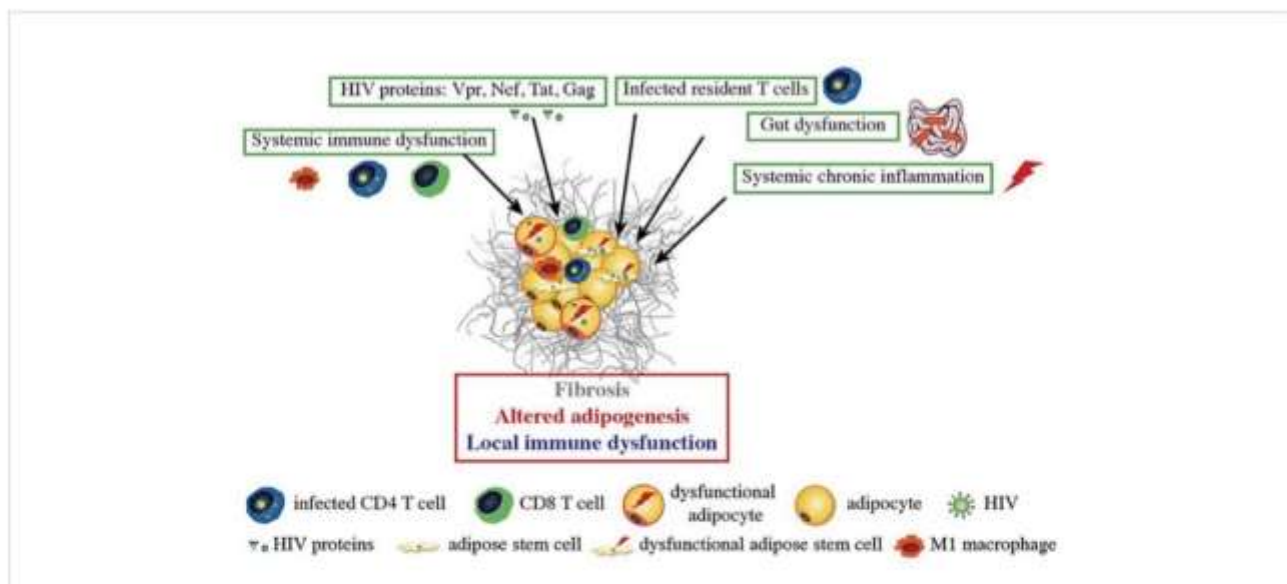 HIV proteins: Vpr, Nef, Tat, Gag
Infected resident T cells
Gut dysfunction
Systemic immune dysfunction
Systemic chronic inflammation
Fibrosis
Altered adipogenesis
Local immune dysfunction
infected CD4 T cell
CD8 T cell
dysfunctional
adipocyte
adipocyte
HIV
HIV proteins
adipose stem cell
dysfunctional adipose stem cell
M1 macrophage